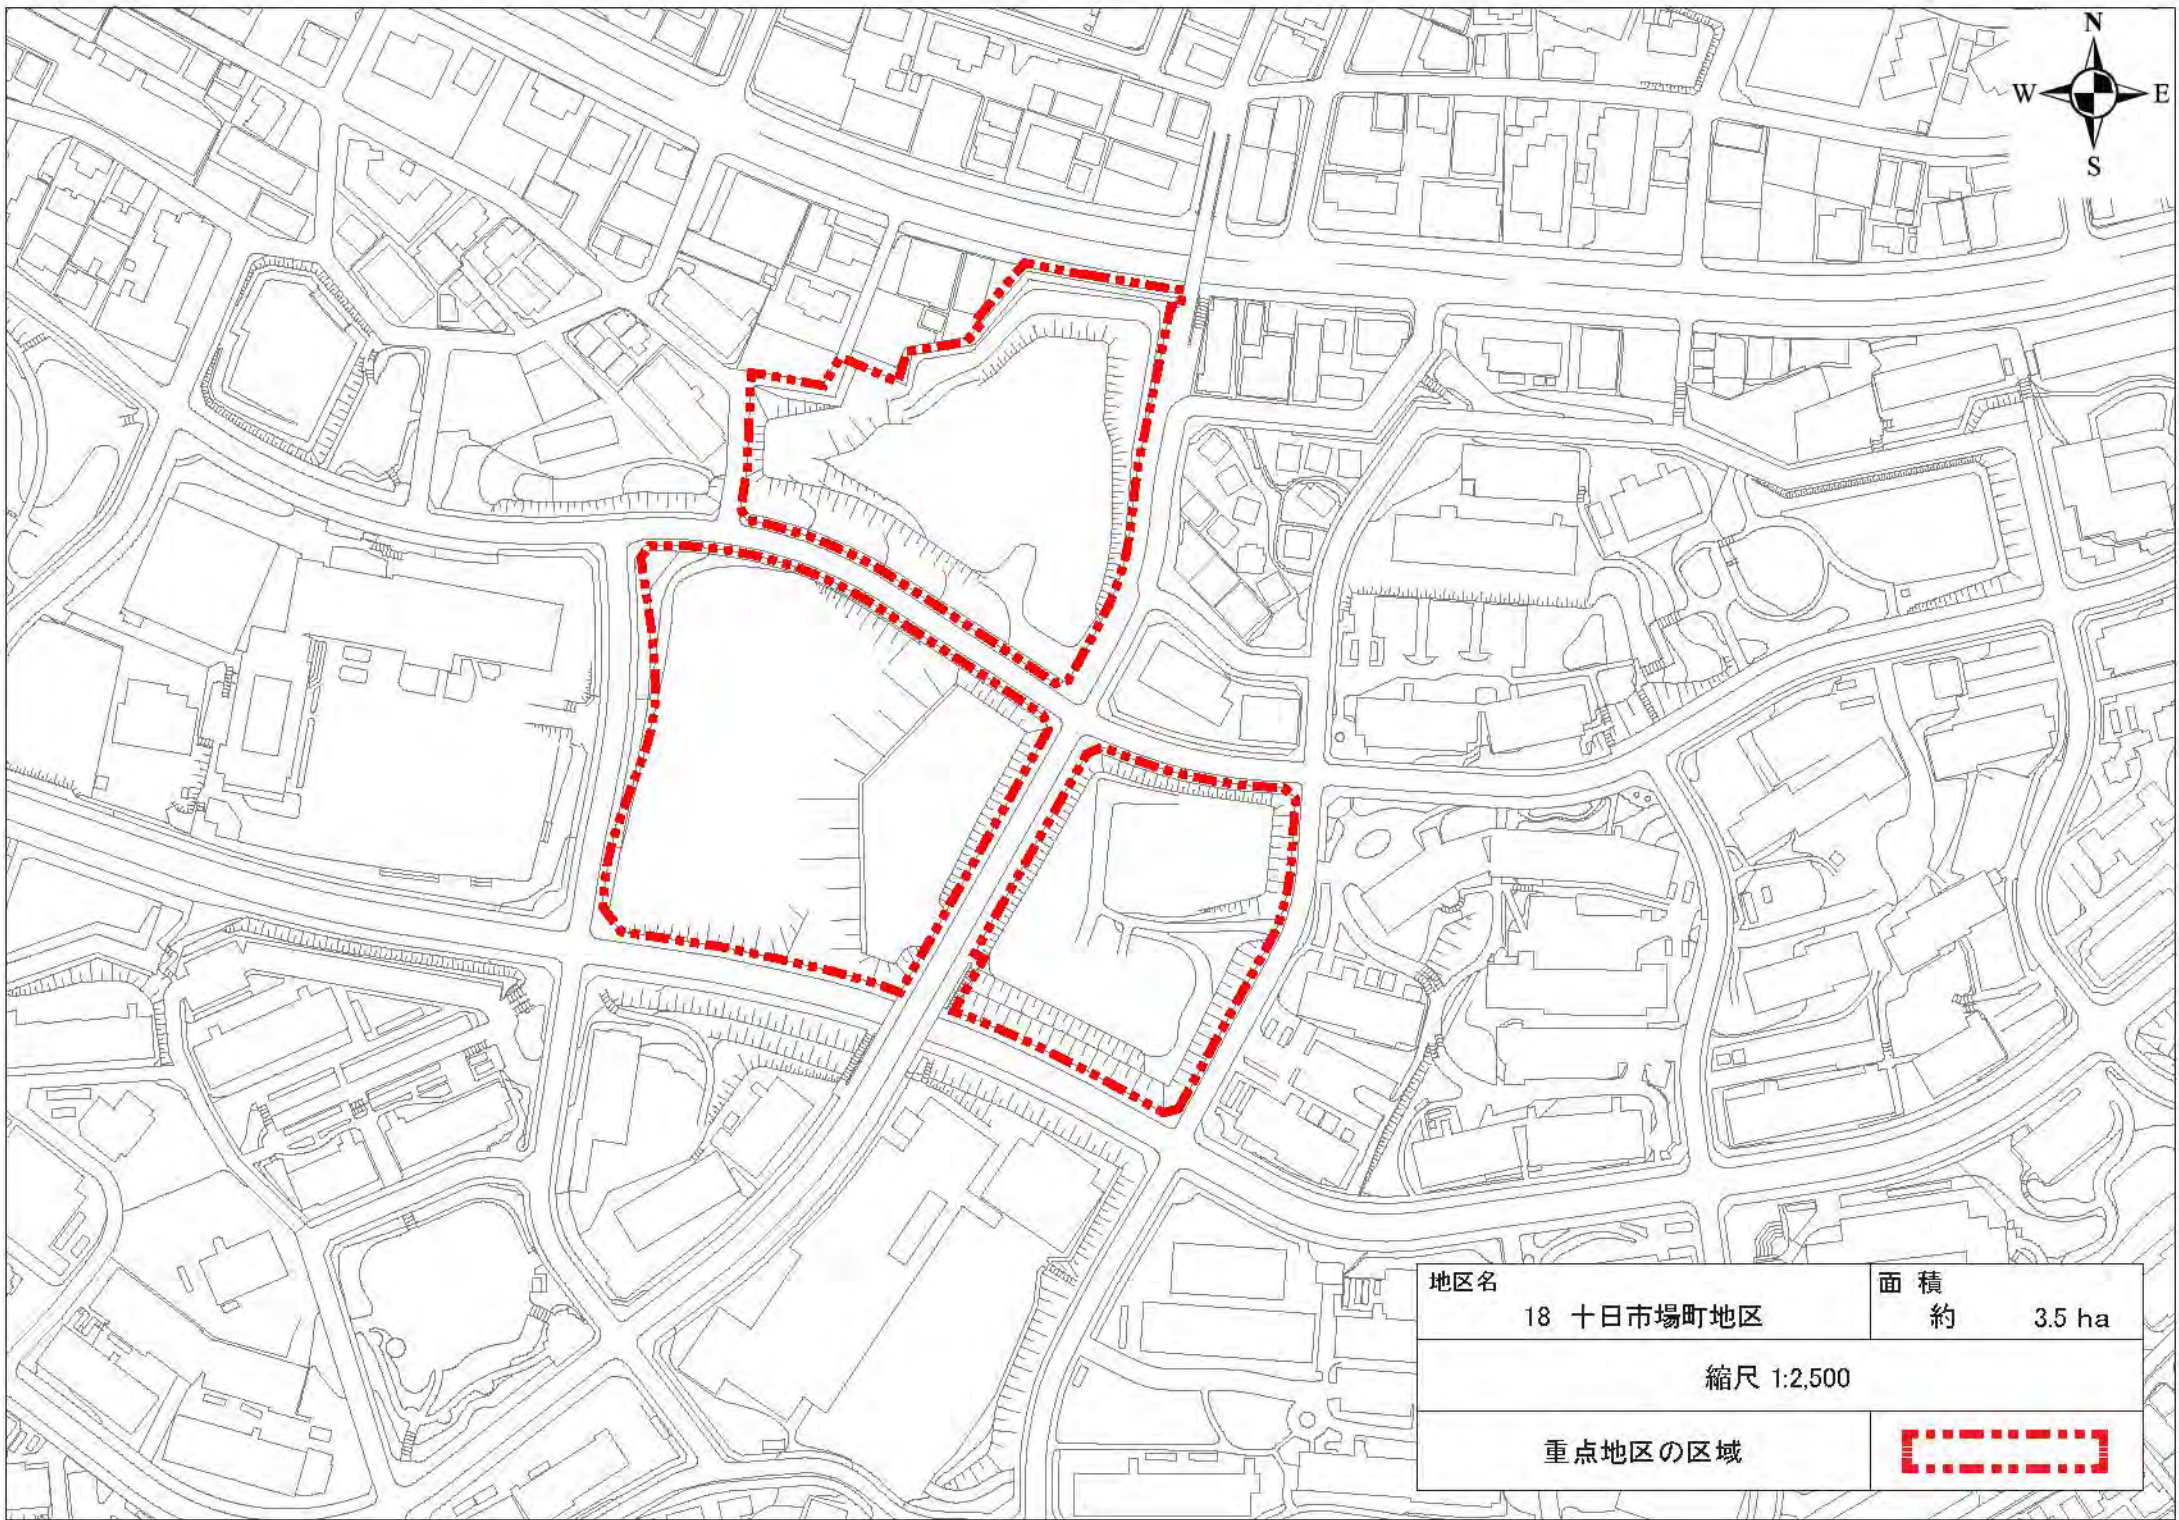 N
W E
S
地区名
18 十日市場町地区
面 積
約 3.5 ha
縮尺 1:2,500
重点地区の区域